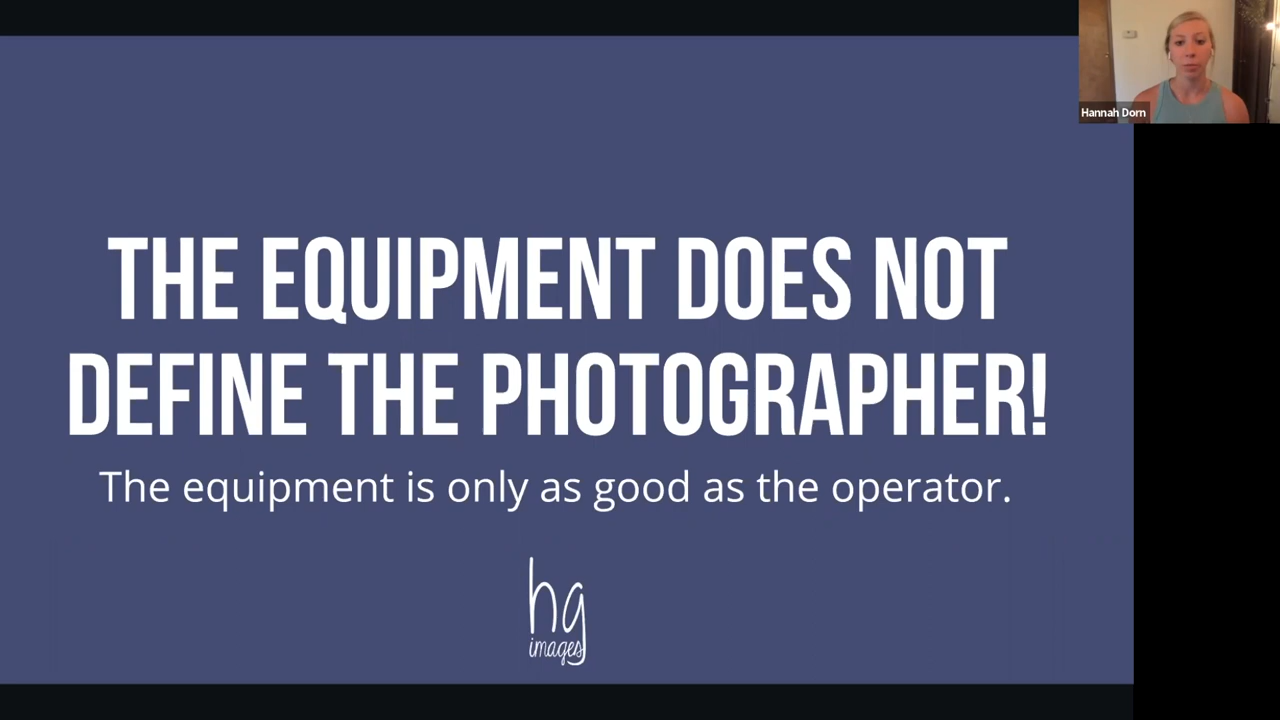 Hannah Dorn
THE EQUIPMENT DOES NOT
DEFINE THE PHOTOGRAPHER!
The equipment is only as good as the operator.
hg
images